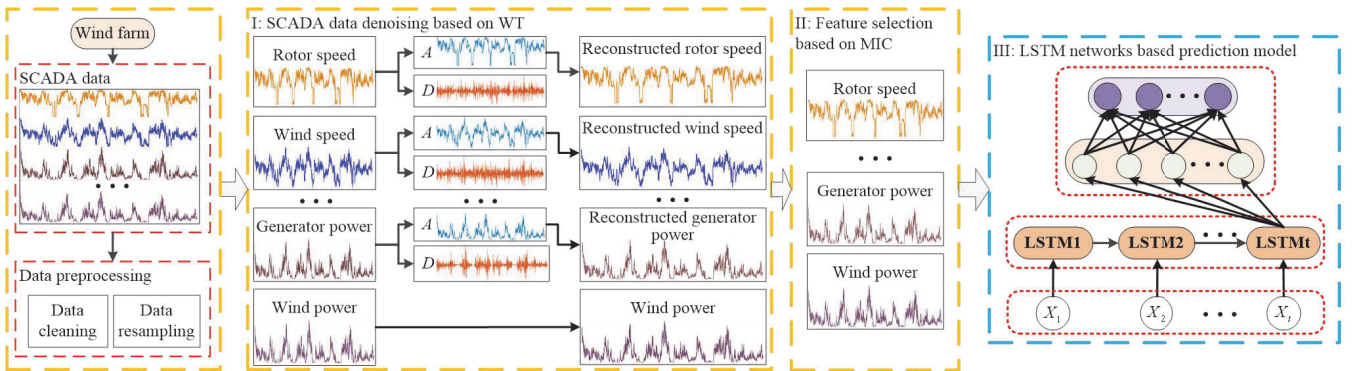 Wind farm
SCADA data
• • •
Data preprocessing
Data
cleaning
Data
resampling
I: SCADA data denoising based on WT
Rotor speed
A
D
Reconstructed rotor speed
Wind speed
A
D
Reconstructed wind speed
• • •
• • •
• • •
Generator power
A
D
Reconstructed generator
power
Wind power
Wind power
II: Feature selection
based on MIC
Rotor speed
• • •
Generator power
Wind power
III: LSTM networks based prediction model
• • •
• • •
LSTM1
LSTM2
• • •
LSTMt
X1
X2
• • •
Xt